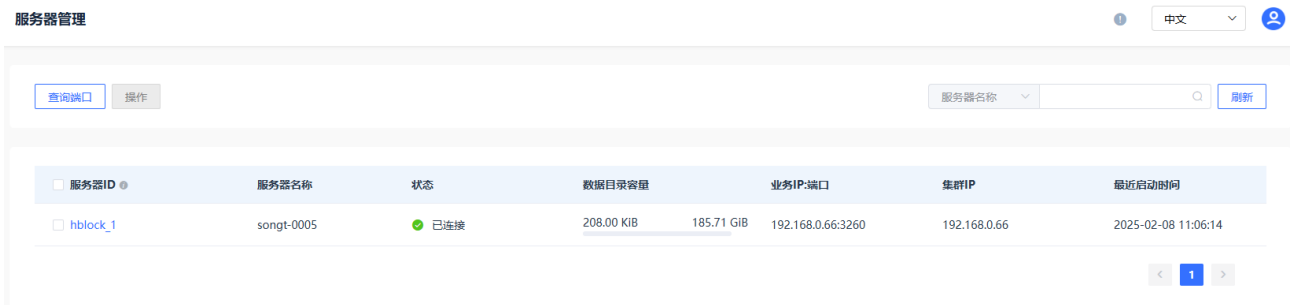 服务器管理
中文
查询端口 操作 服务器名称 刷新
服务器ID 服务器名称 状态 数据目录容量 业务IP:端口 集群IP 最近启动时间
hblock_1 songt-0005 已连接 208.00 KiB 185.71 GiB 192.168.0.66:3260 192.168.0.66 2025-02-08 11:06:14
< 1 >